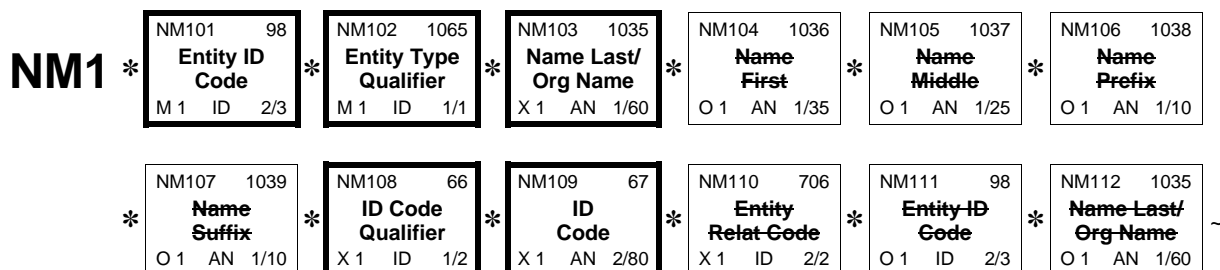 NM1 * NM101 98 * NM102 1065 * NM103 1035 * NM104 1036 * NM105 1037 * NM106 1038
Entity ID Entity Type Name Last/ Name Name Name
Code Qualifier Org Name First Middle Prefix
M 1 ID 2/3 M 1 ID 1/1 X 1 AN 1/60 O 1 AN 1/35 O 1 AN 1/25 O 1 AN 1/10
* NM107 1039 * NM108 66 * NM109 67 * NM110 706 * NM111 98 * NM112 1035 ~
Name ID Code ID Entity Entity ID Name Last/
Suffix Qualifier Code Relat Code Code Org Name
O 1 AN 1/10 X 1 ID 1/2 X 1 AN 2/80 X 1 ID 2/2 O 1 ID 2/3 O 1 AN 1/60